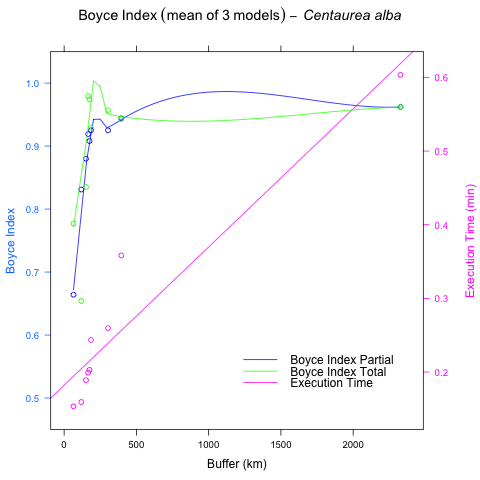 Boyce Index (mean of 3 models) – Centaurea alba
1.0
0.9
0.8
0.7
0.6
0.5
Boyce Index
0.6
0.5
0.4
0.3
0.2
Execution Time (min)
Boyce Index Partial
Boyce Index Total
Execution Time
0 500 1000 1500 2000
Buffer (km)